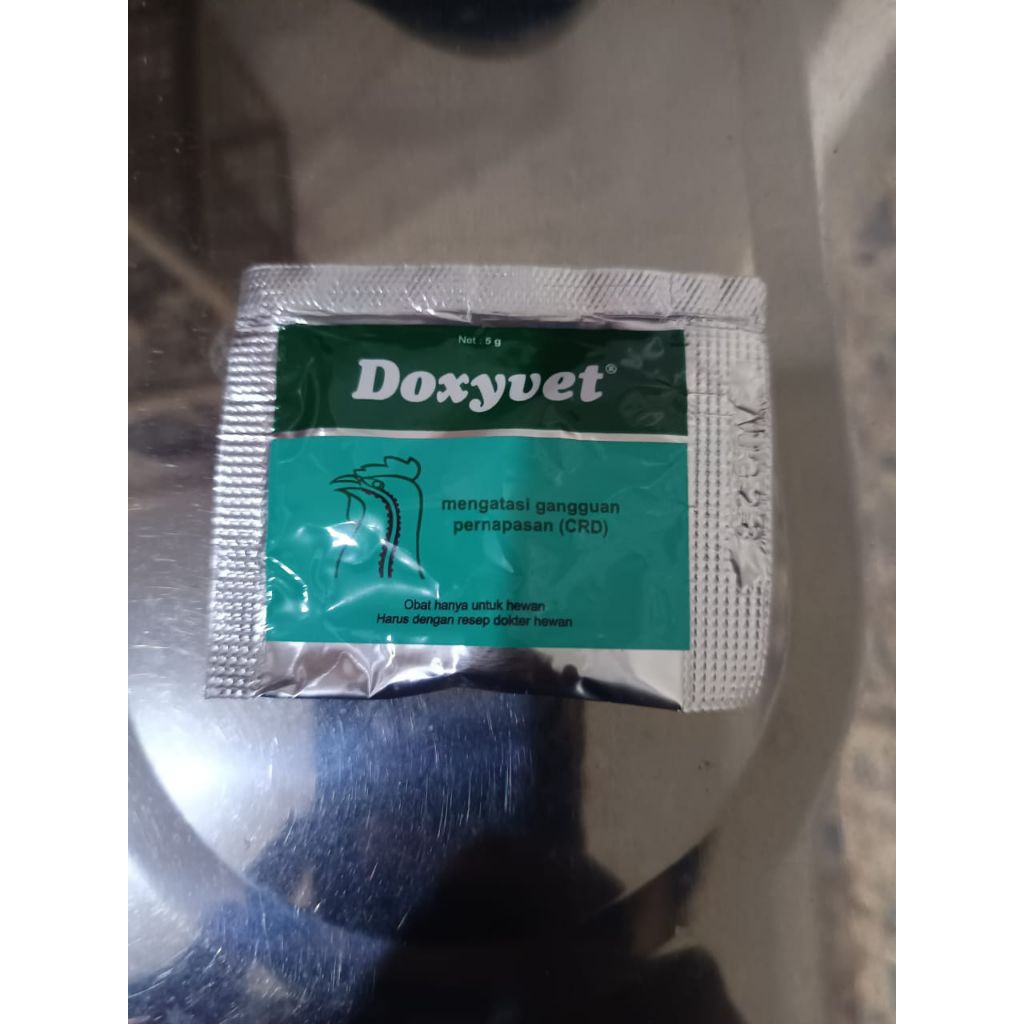 Net : 5 g
Doxyvet®
mengatasi gangguan
pernapasan (CRD)
Obat hanya untuk hewan
Harus dengan resep dokter hewan